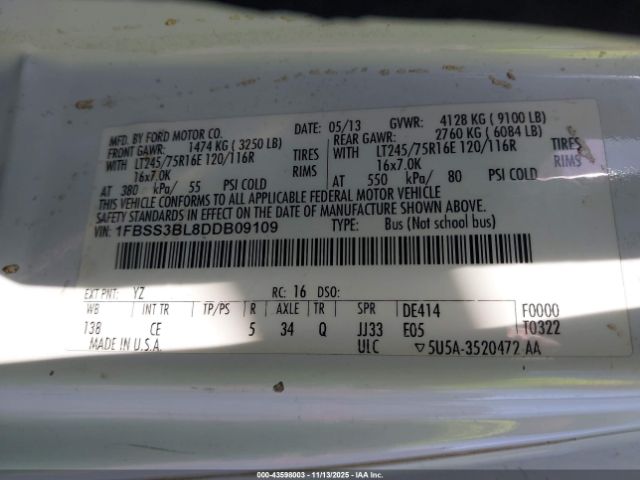 MFD. BY FORD MOTOR CO. DATE: 05/13 GVWR: 4128 KG ( 9100 LB)
FRONT GAWR: 1474 KG ( 3250 LB) REAR GAWR: 2760 KG ( 6084 LB)
WITH LT245/75R16E 120/116R TIRES WITH LT245/75R16E 120/116R TIRES
16x7.0K RIMS 16x7.0K RIMS
AT 380 kPa/ 55 PSI COLD AT 550 kPa/ 80 PSI COLD
THIS VEHICLE CONFORMS TO ALL APPLICABLE FEDERAL MOTOR VEHICLE
SAFETY STANDARDS IN EFFECT ON THE DATE OF MANUFACTURE SHOWN ABOVE.
VIN: 1FBSS3BL8DDB09109 TYPE: Bus (Not school bus)
EXT PNT: YZ RC: 16 DSO:
WB INT TR TP/PS R AXLE TR SPR DE414 F0000
138 CE 5 34 Q JJ33 E05 T0322
MADE IN U.S.A. ULC ▽5U5A-3520472 AA
000-43598003 - 11/13/2025 - IAA Inc.